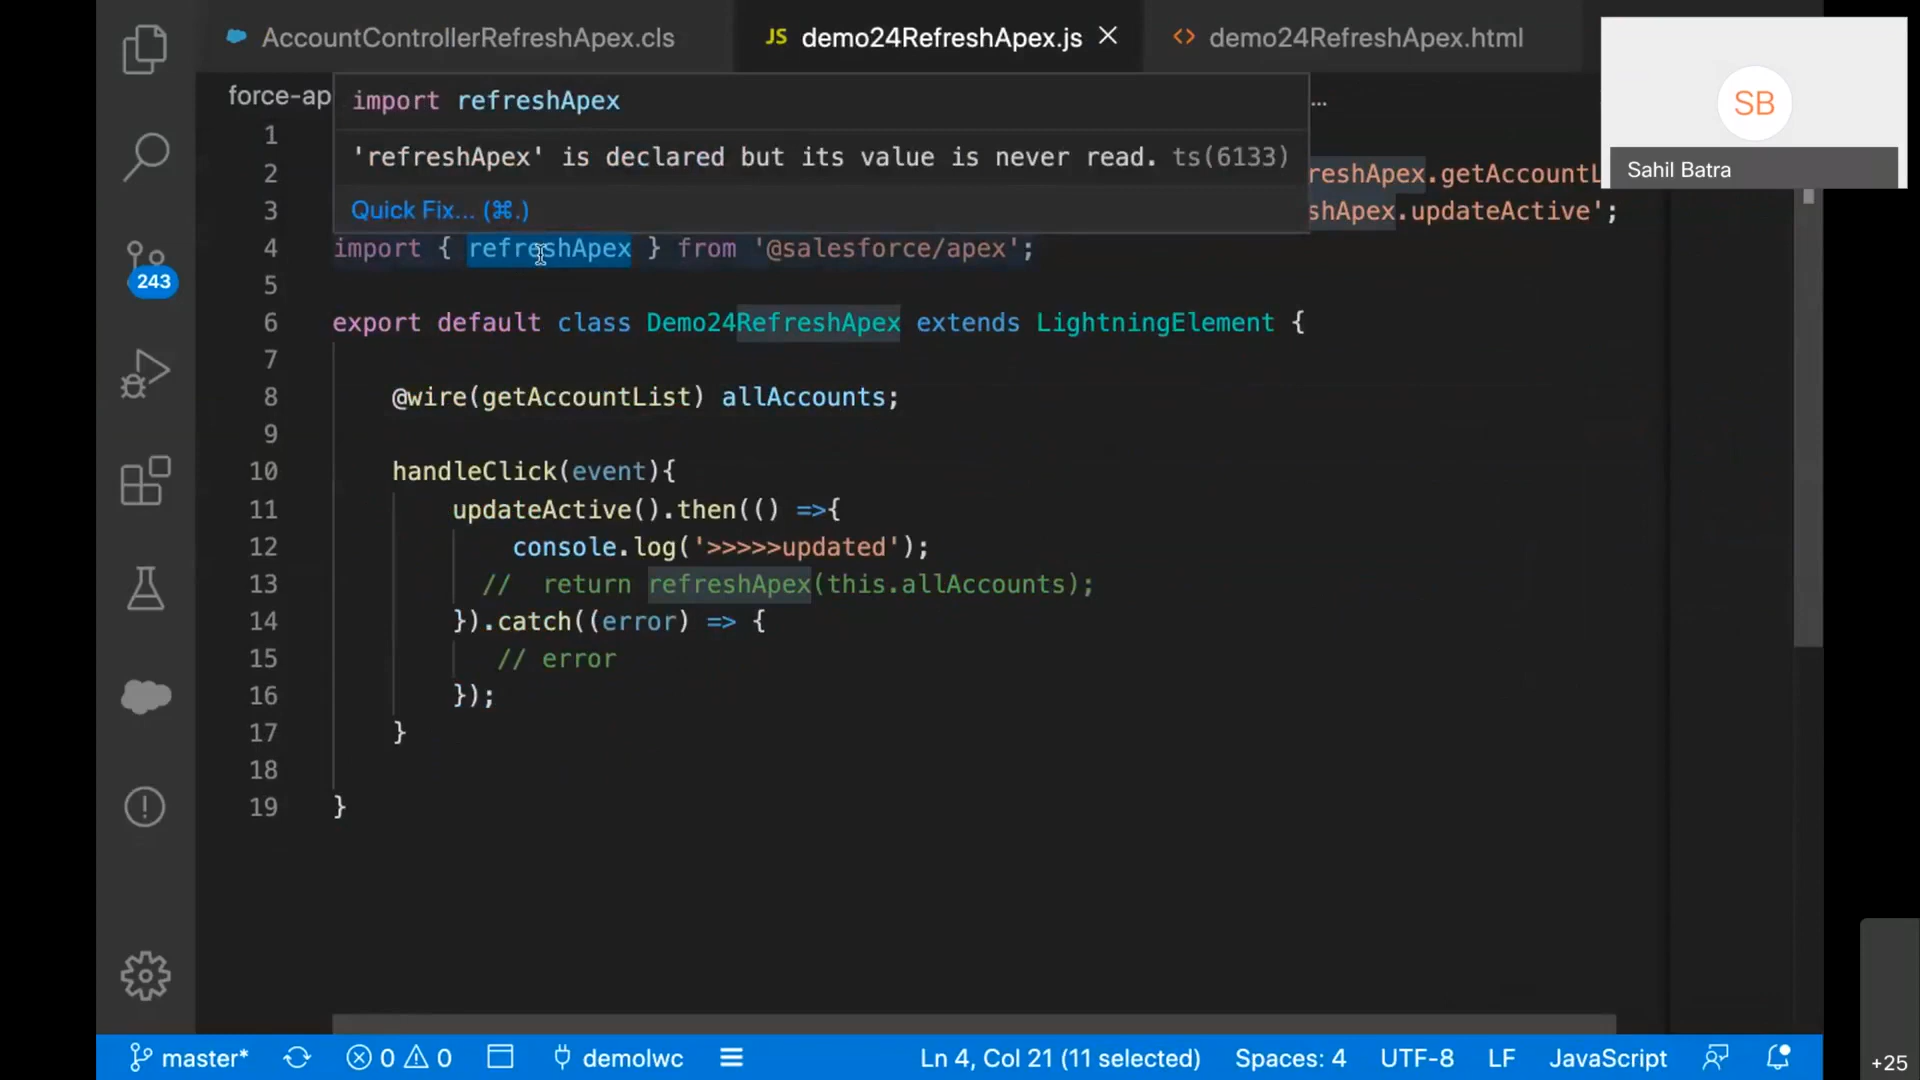 AccountControllerRefreshApex.cls
JS demo24RefreshApex.js
<> demo24RefreshApex.html
SB
Sahil Batra
force-ap
...
import refreshApex
'refreshApex' is declared but its value is never read. ts(6133)
Quick Fix... (⌘.)
1
2 reshApex.getAccountL
3 shApex.updateActive';
4 import { refreshApex } from '@salesforce/apex';
5
6 export default class Demo24RefreshApex extends LightningElement {
7
8 @wire(getAccountList) allAccounts;
9
10 handleClick(event){
11 updateActive().then(() =>{
12 console.log('>>>>>updated');
13 // return refreshApex(this.allAccounts);
14 }).catch((error) => {
15 // error
16 });
17 }
18
19 }
243
master* 0 0 demolwc Ln 4, Col 21 (11 selected) Spaces: 4 UTF-8 LF JavaScript
+25